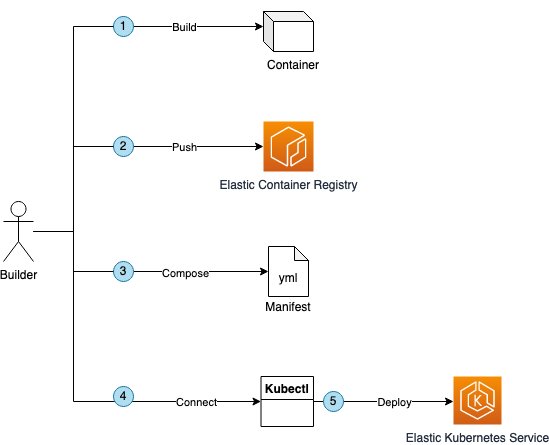 1
Build
Container
2
Push
Elastic Container Registry
Builder
3
Compose
yml
Manifest
4
Connect
Kubectl
5
Deploy
K
Elastic Kubernetes Service